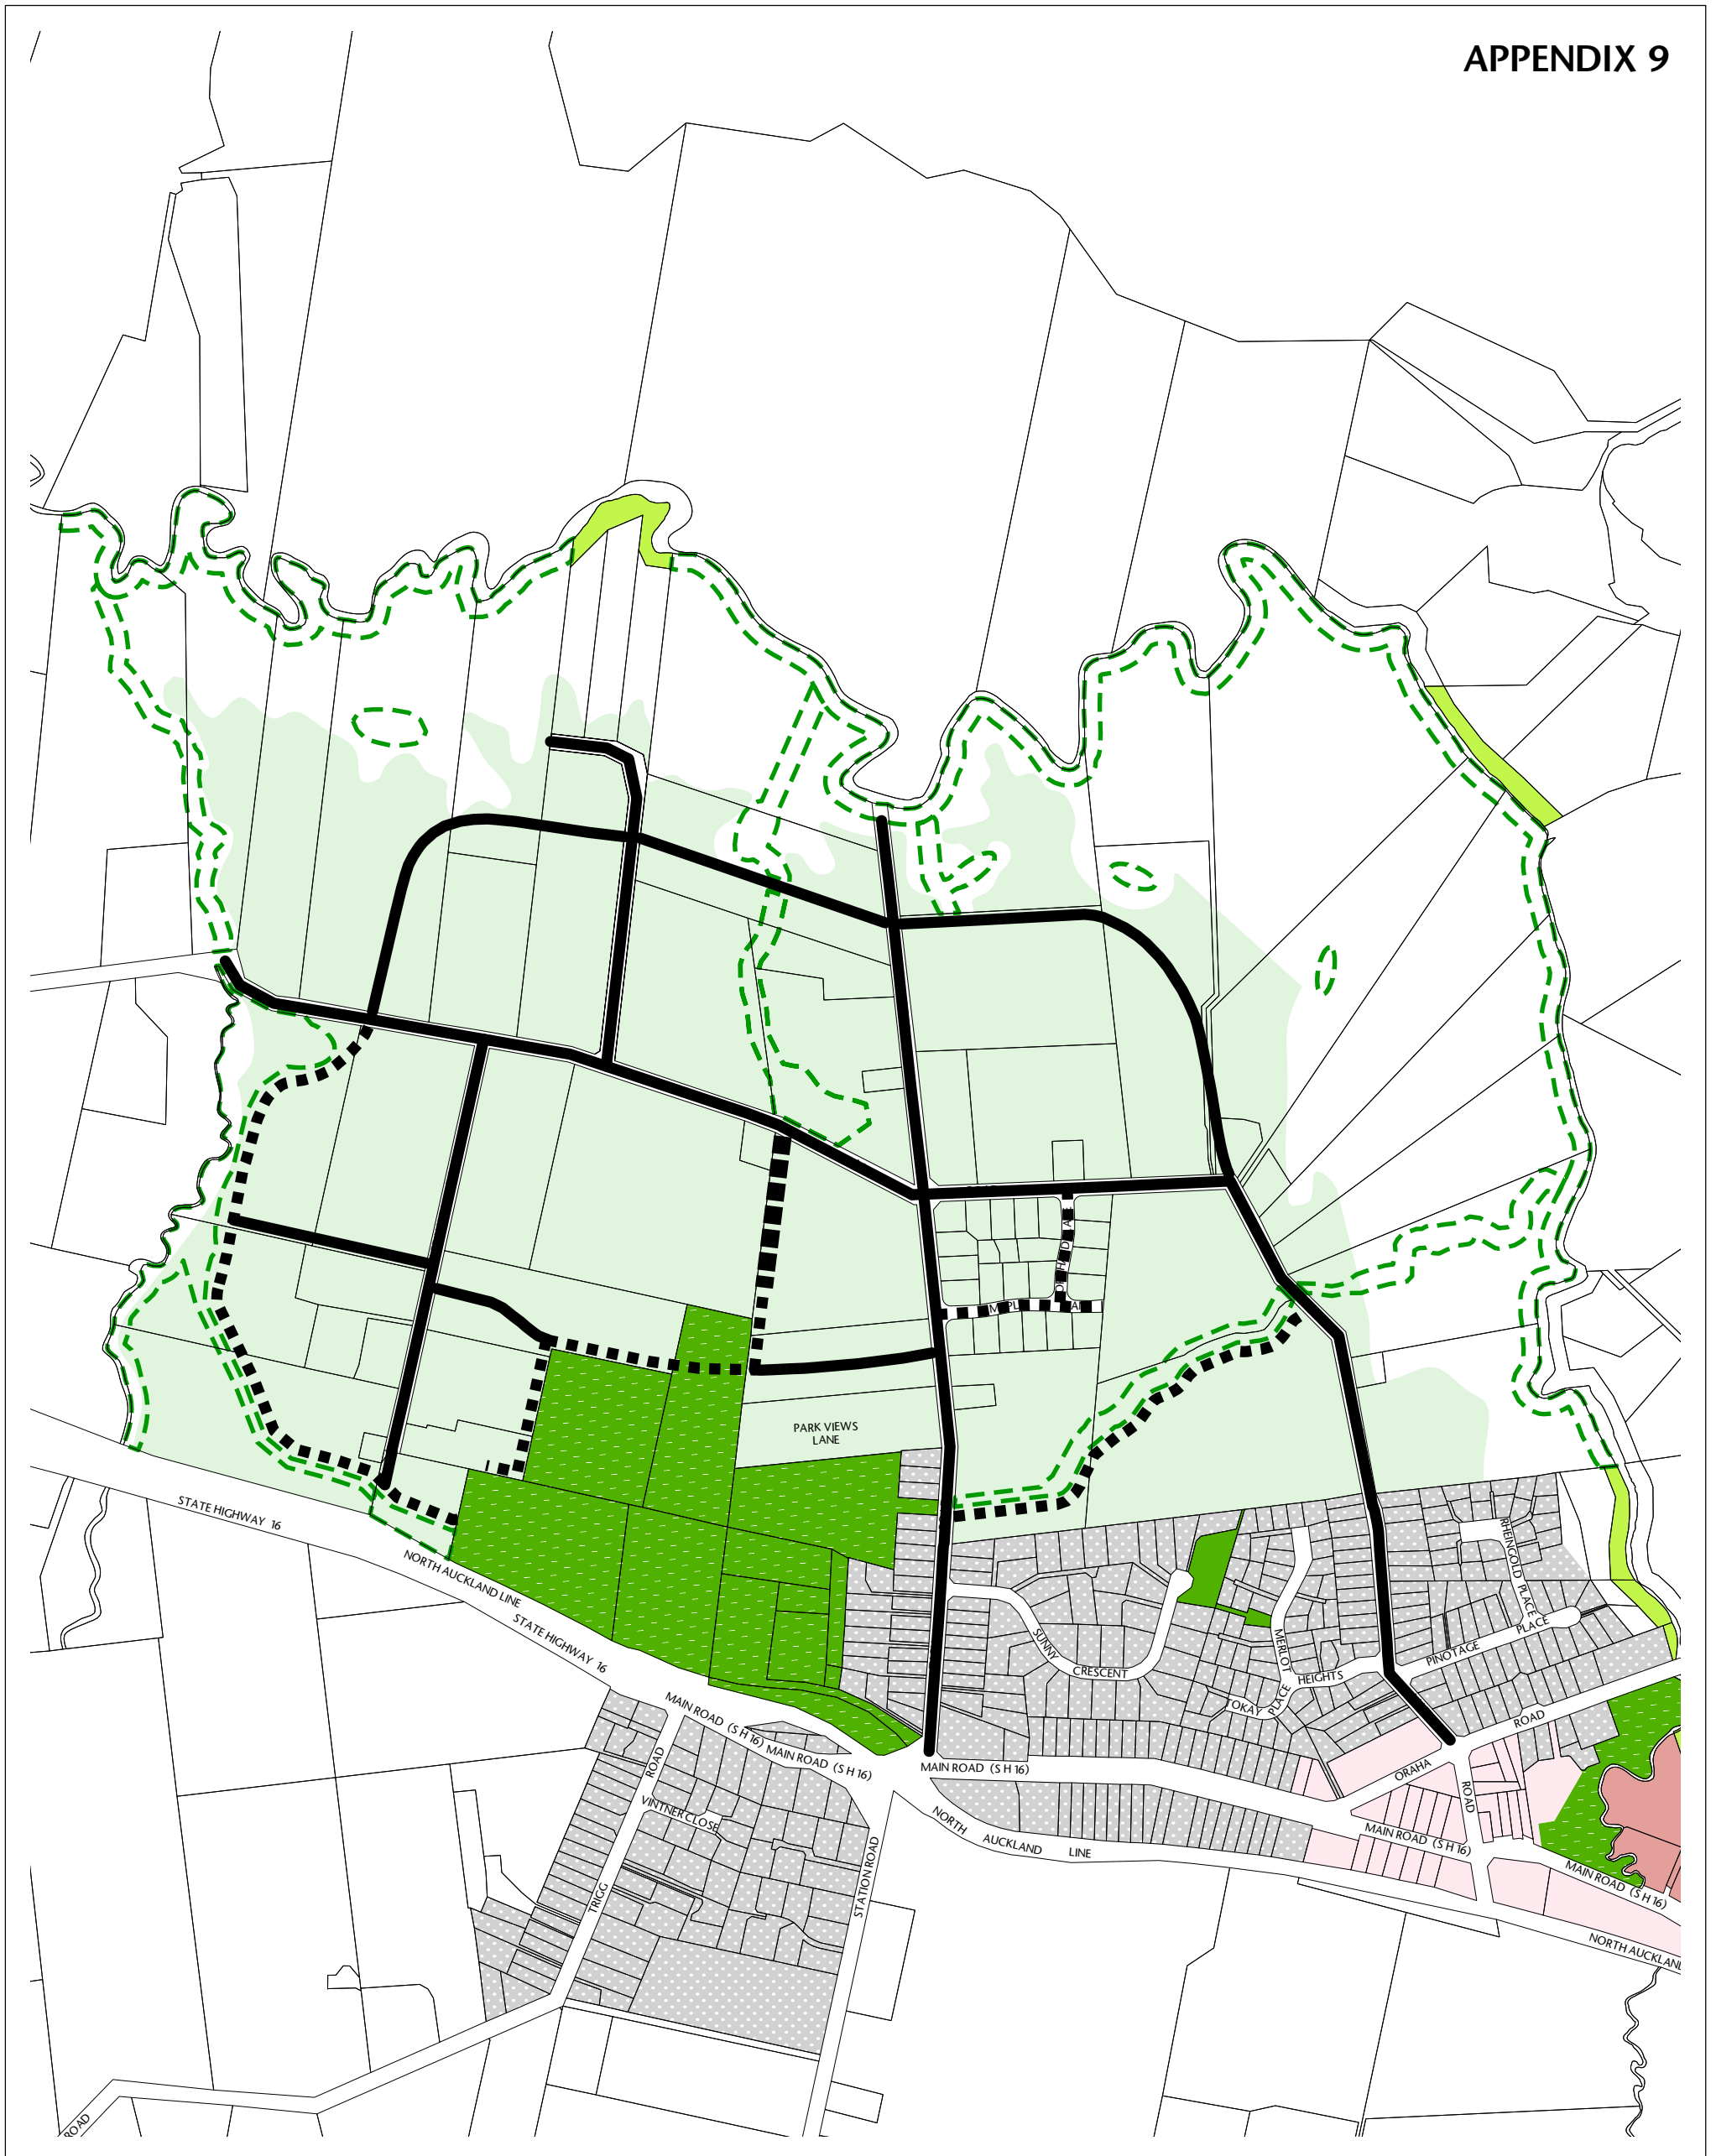 APPENDIX 9
PARK VIEWS
LANE
STATE HIGHWAY 16
NORTH AUCKLAND LINE
STATE HIGHWAY 16
MAIN ROAD (S H 16)
MAIN ROAD (S H 16)
MAIN ROAD (S H 16)
SUNNY
CRESCENT
MERLOT
HEIGHTS
TOKAY
PLACE
RHEINGOLD PLACE
PINOTAGE PLACE
ROAD
ORAHA
ROAD
MAIN ROAD (S H 16)
MAIN ROAD (S H 16)
NORTH AUCKLAND LINE
NORTH AUCKLAN
ROAD
VINTNER CLOSE
TRIGG
STATION ROAD
ROAD